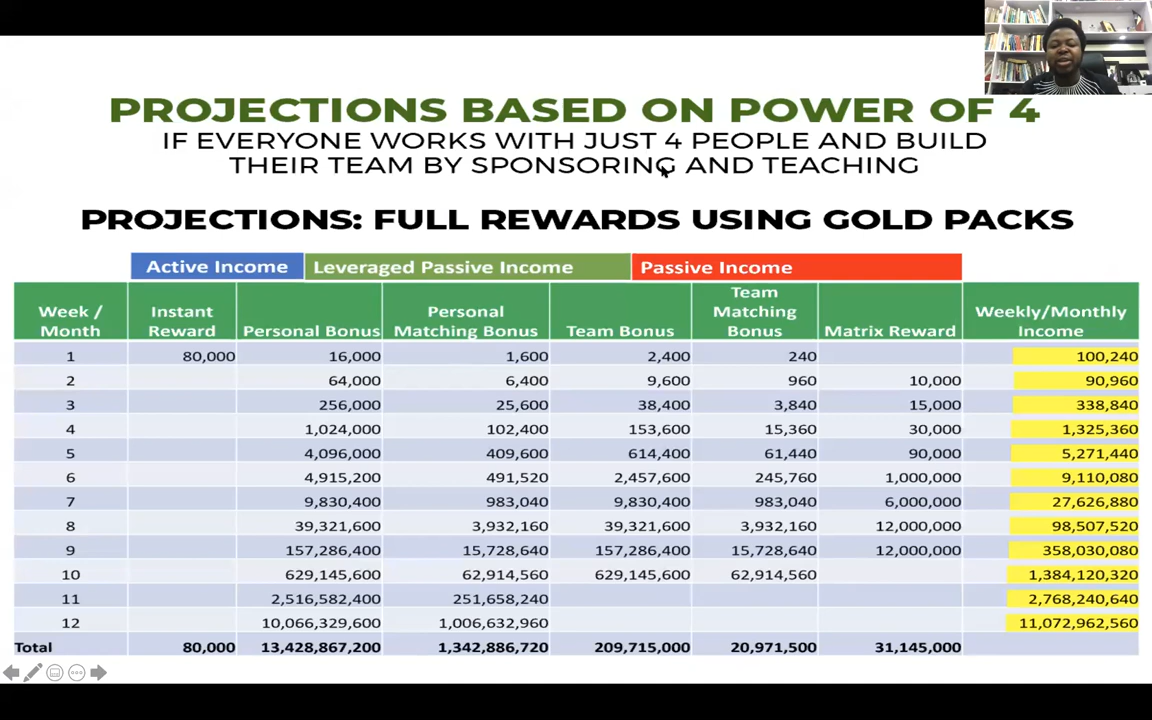 PROJECTIONS BASED ON POWER OF 4
IF EVERYONE WORKS WITH JUST 4 PEOPLE AND BUILD
THEIR TEAM BY SPONSORING AND TEACHING
PROJECTIONS: FULL REWARDS USING GOLD PACKS
Active Income Leveraged Passive Income Passive Income
Week / Month Instant Reward Personal Bonus Personal Matching Bonus Team Bonus Team Matching Bonus Matrix Reward Weekly/Monthly Income
1 80,000 16,000 1,600 2,400 240 100,240
2 64,000 6,400 9,600 960 10,000 90,960
3 256,000 25,600 38,400 3,840 15,000 338,840
4 1,024,000 102,400 153,600 15,360 30,000 1,325,360
5 4,096,000 409,600 614,400 61,440 90,000 5,271,440
6 4,915,200 491,520 2,457,600 245,760 1,000,000 9,110,080
7 9,830,400 983,040 9,830,400 983,040 6,000,000 27,626,880
8 39,321,600 3,932,160 39,321,600 3,932,160 12,000,000 98,507,520
9 157,286,400 15,728,640 157,286,400 15,728,640 12,000,000 358,030,080
10 629,145,600 62,914,560 629,145,600 62,914,560 1,384,120,320
11 2,516,582,400 251,658,240 2,768,240,640
12 10,066,329,600 1,006,632,960 11,072,962,560
Total 80,000 13,428,867,200 1,342,886,720 209,715,000 20,971,500 31,145,000